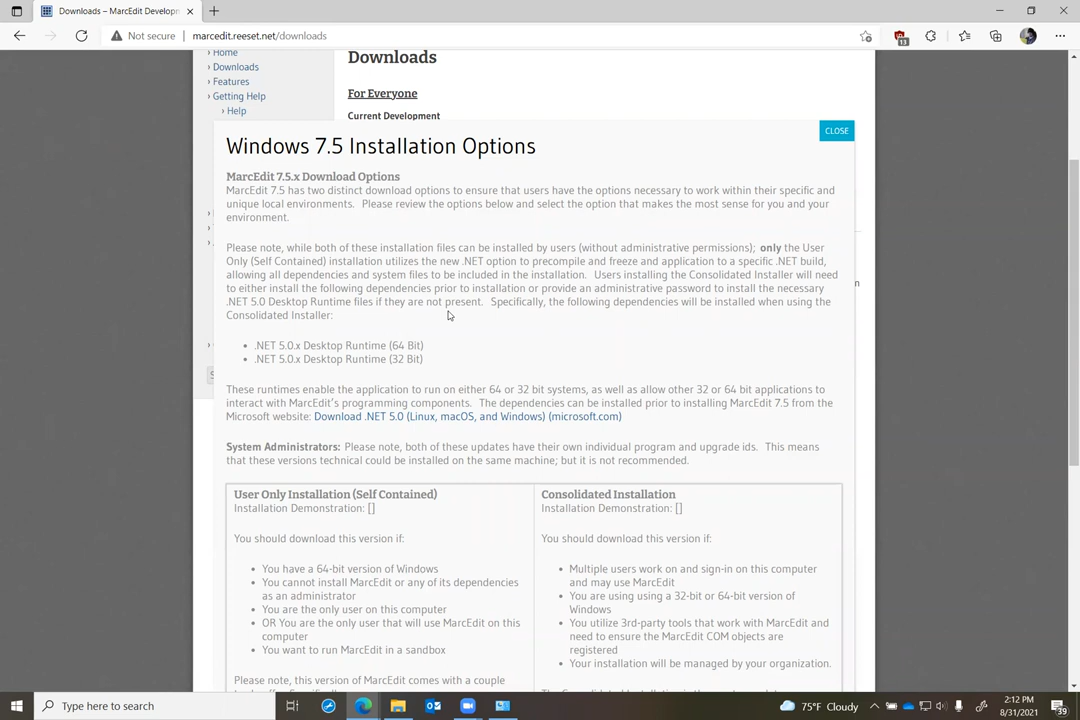 Downloads – MarcEdit Developm
Not secure
marcedit.reeset.net/downloads
13
› Home
› Downloads
› Features
› Getting Help
› Help
Downloads
For Everyone
Current Development
CLOSE
Windows 7.5 Installation Options
MarcEdit 7.5.x Download Options
MarcEdit 7.5 has two distinct download options to ensure that users have the options necessary to work within their specific and
unique local environments. Please review the options below and select the option that makes the most sense for you and your
environment.
Please note, while both of these installation files can be installed by users (without administrative permissions); only the User
Only (Self Contained) installation utilizes the new .NET option to precompile and freeze and application to a specific .NET build,
allowing all dependencies and system files to be included in the installation. Users installing the Consolidated Installer will need
to either install the following dependencies prior to installation or provide an administrative password to install the necessary
.NET 5.0 Desktop Runtime files if they are not present. Specifically, the following dependencies will be installed when using the
Consolidated Installer:
• .NET 5.0.x Desktop Runtime (64 Bit)
• .NET 5.0.x Desktop Runtime (32 Bit)
These runtimes enable the application to run on either 64 or 32 bit systems, as well as allow other 32 or 64 bit applications to
interact with MarcEdit's programming components. The dependencies can be installed prior to installing MarcEdit 7.5 from the
Microsoft website: Download .NET 5.0 (Linux, macOS, and Windows) (microsoft.com)
System Administrators: Please note, both of these updates have their own individual program and upgrade ids. This means
that these versions technical could be installed on the same machine; but it is not recommended.
User Only Installation (Self Contained)
Installation Demonstration: []
You should download this version if:
• You have a 64-bit version of Windows
• You cannot install MarcEdit or any of its dependencies
as an administrator
• You are the only user on this computer
• OR You are the only user that will use MarcEdit on this
computer
• You want to run MarcEdit in a sandbox
Please note, this version of MarcEdit comes with a couple
Consolidated Installation
Installation Demonstration: []
You should download this version if:
• Multiple users work on and sign-in on this computer
and may use MarcEdit
• You are using using a 32-bit or 64-bit version of
Windows
• You utilize 3rd-party tools that work with MarcEdit and
need to ensure the MarcEdit COM objects are
registered
• Your installation will be managed by your organization.
Type here to search
75°F Cloudy
2:12 PM
8/31/2021
39